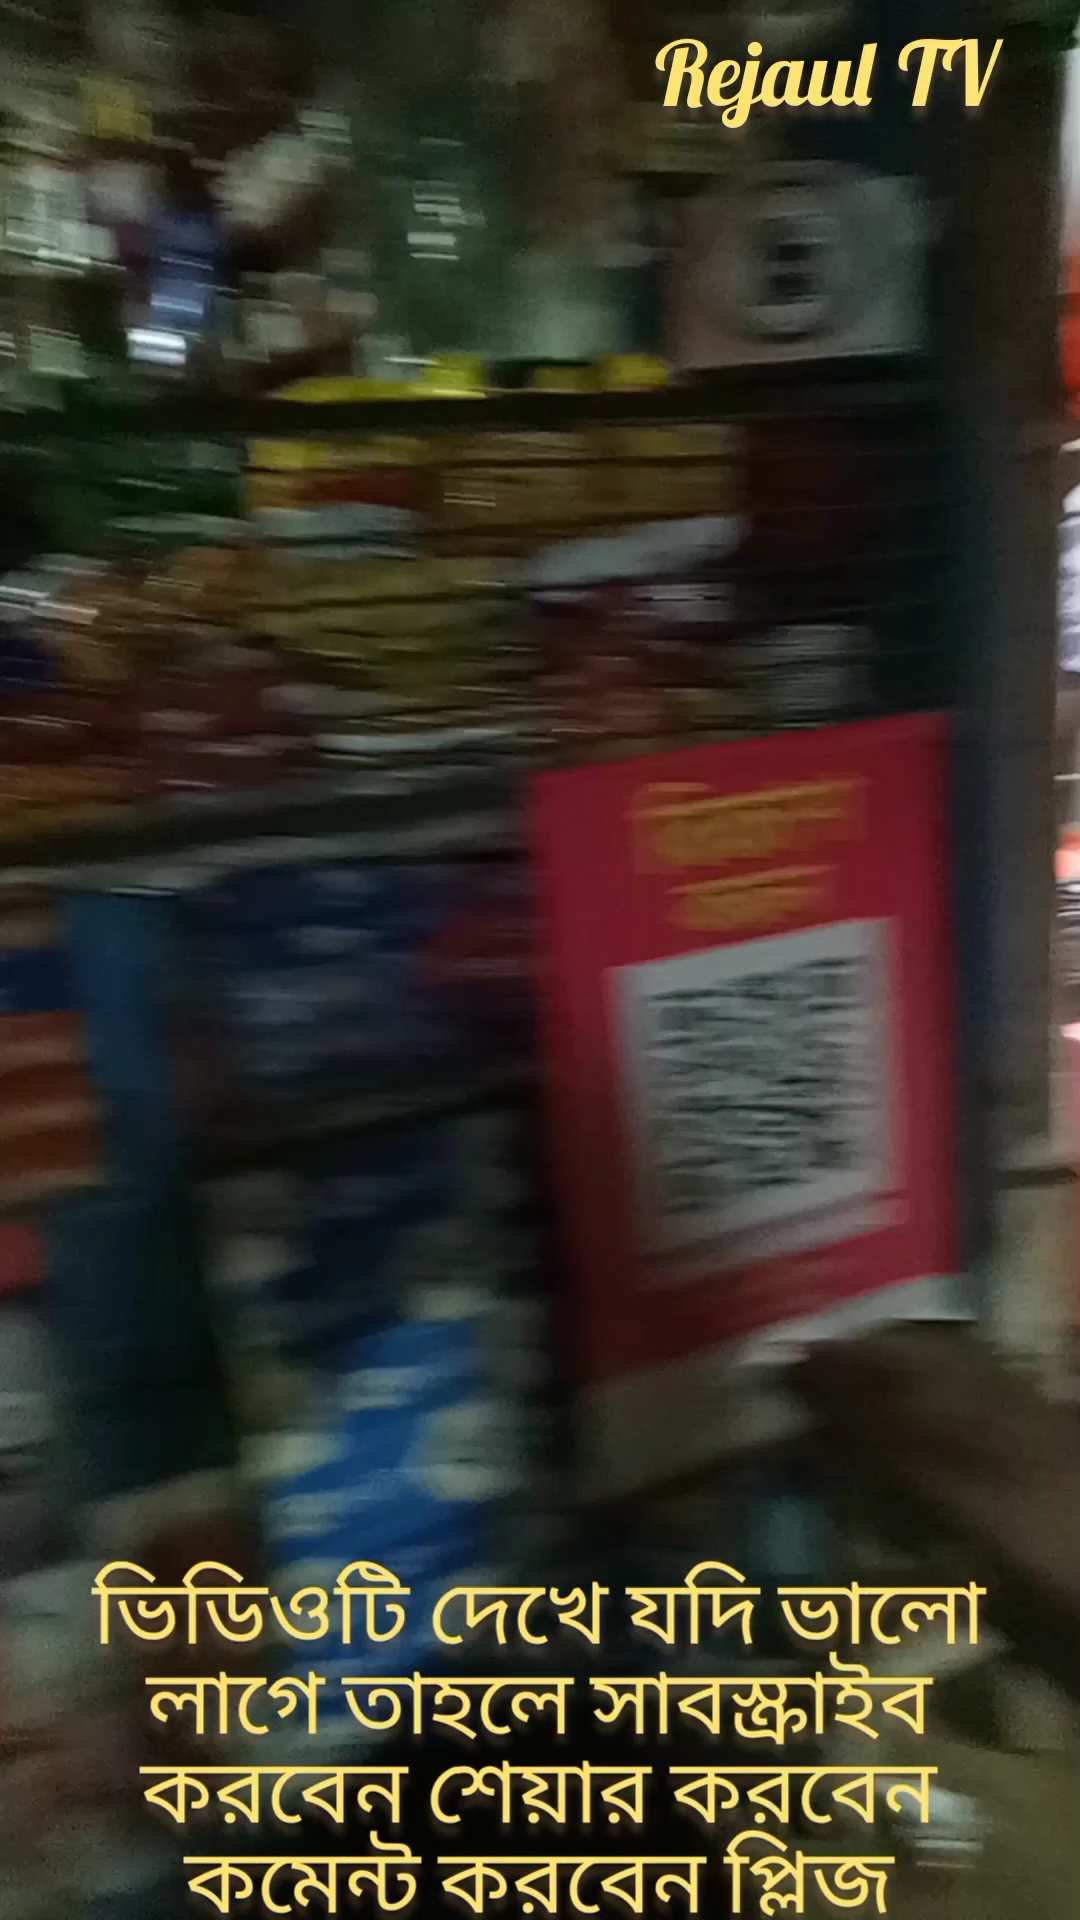 Rejaul TV
ভিডিওটি দেখে যদি ভালো
লাগে তাহলে সাবস্ক্রাইব
করবেন শেয়ার করবেন
কমেন্ট করবেন প্লিজ